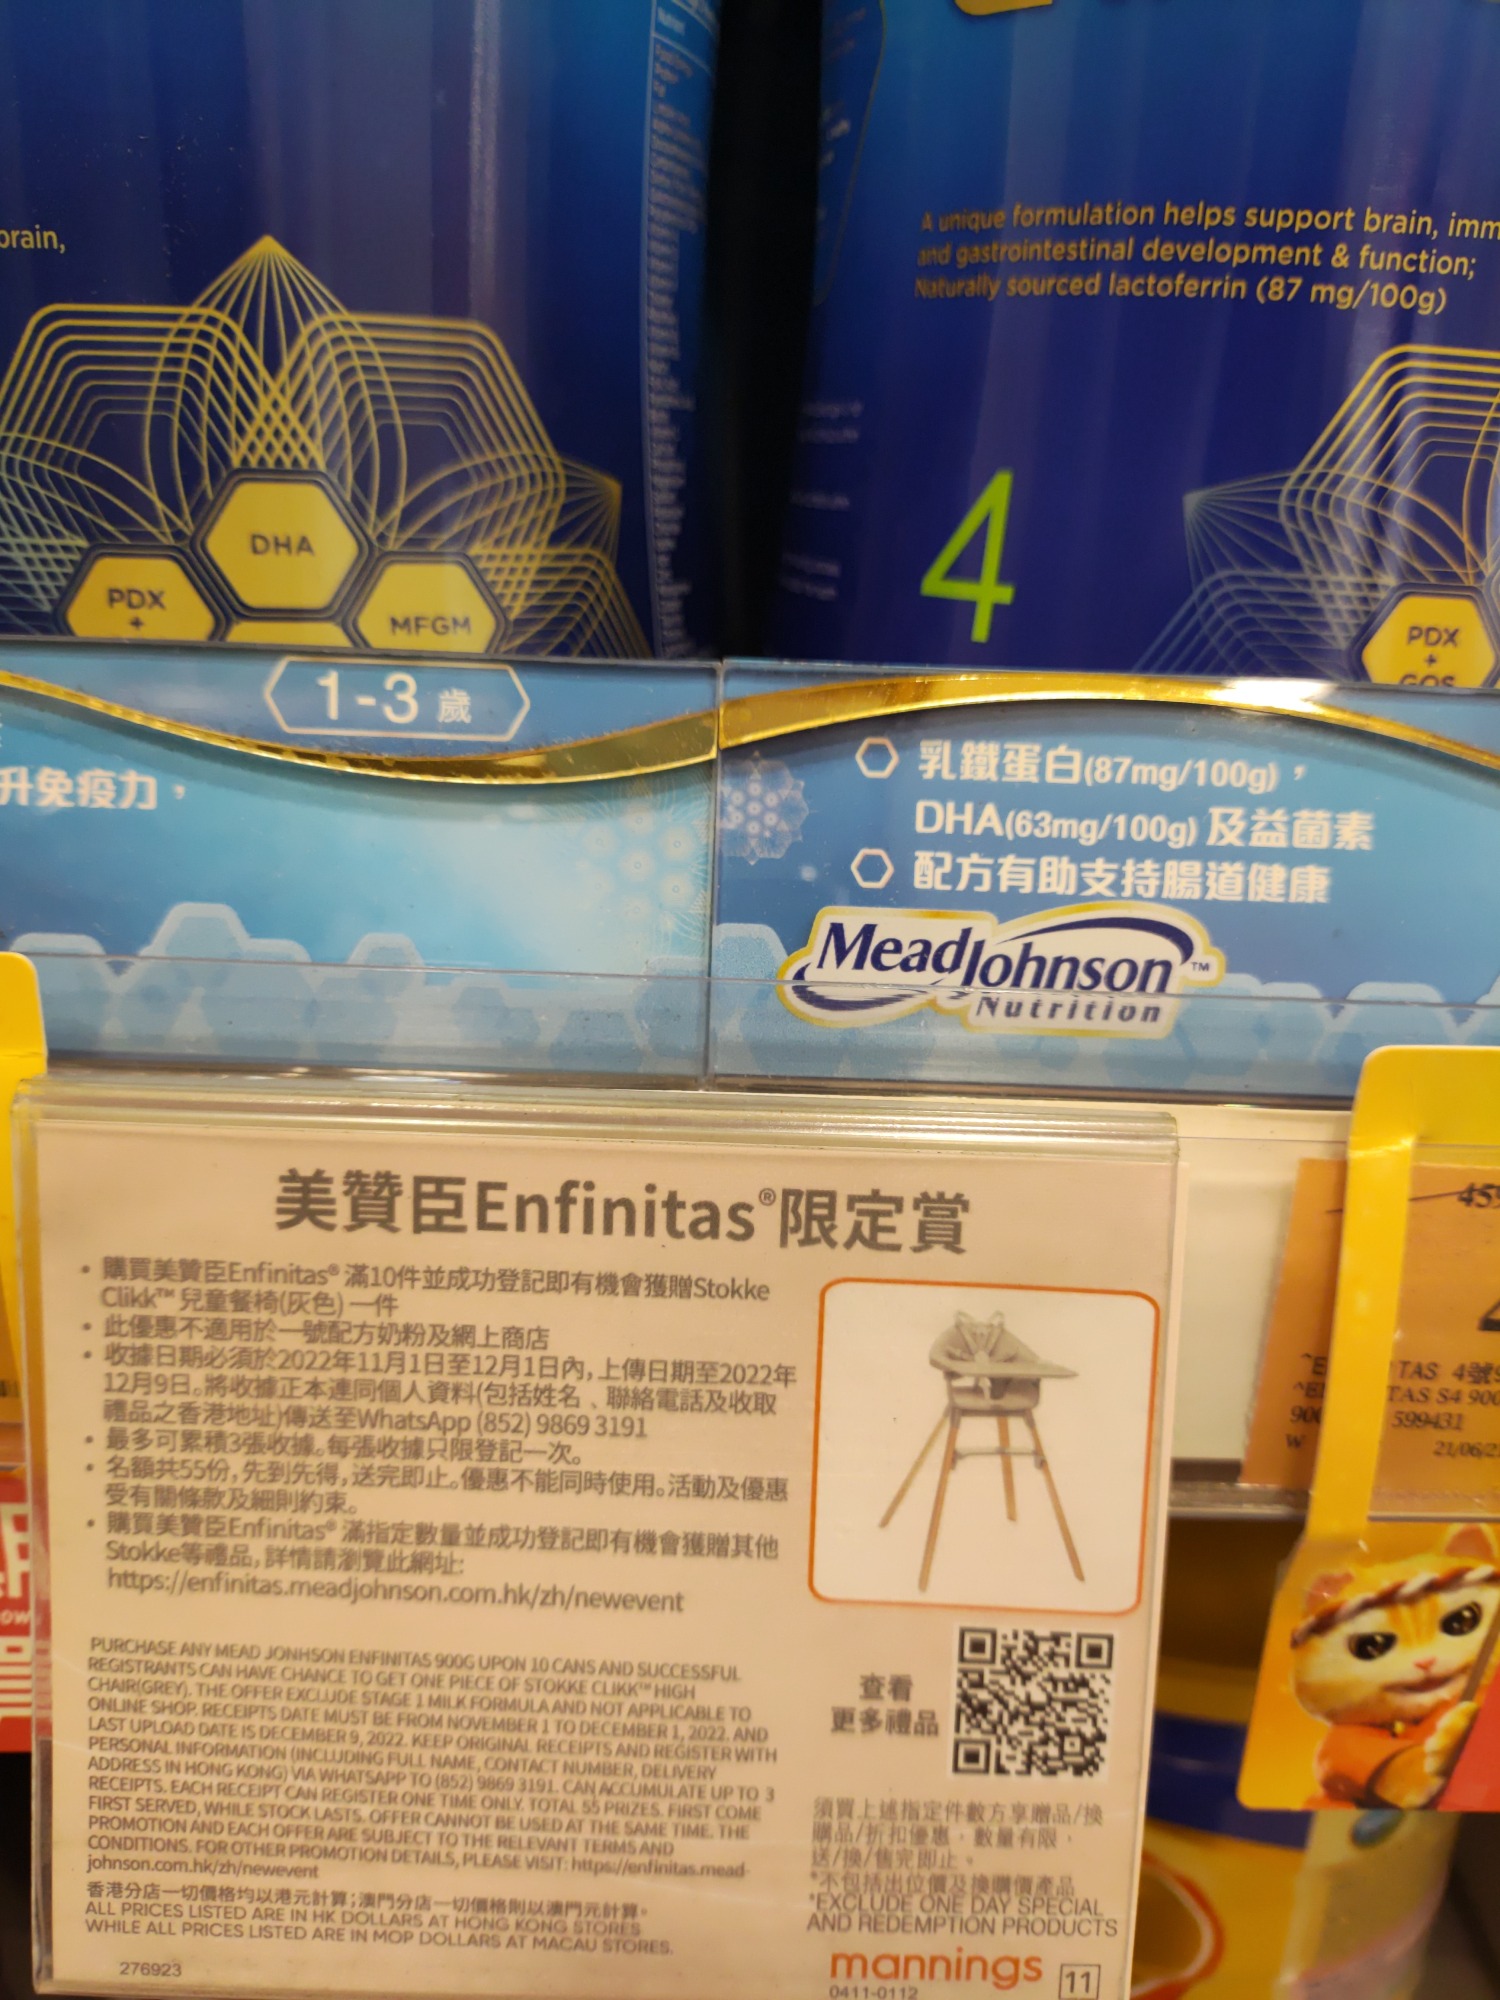 brain,
A unique formulation helps support brain, imm
and gastrointestinal development & function;
Naturally sourced lactoferrin (87 mg/100g)
DHA
PDX
+
MFGM
4
PDX
+
GOS
1-3 歲
升免疫力，
乳鐵蛋白(87mg/100g)，
DHA(63mg/100g) 及益菌素
配方有助支持腸道健康
MeadJohnson™
Nutrition
美贊臣Enfinitas®限定賞
• 購買美贊臣Enfinitas® 滿10件並成功登記即有機會獲贈Stokke
Clikk™ 兒童餐椅(灰色) 一件
• 此優惠不適用於一號配方奶粉及網上商店
• 收據日期必須於2022年11月1日至12月1日內，上傳日期至2022年
12月9日。將收據正本連同個人資料(包括姓名、聯絡電話及收取
禮品之香港地址)傳送至WhatsApp (852) 9869 3191
• 最多可累積3張收據。每張收據只限登記一次。
• 名額共55份，先到先得，送完即止。優惠不能同時使用。活動及優惠
受有關條款及細則約束。
• 購買美贊臣Enfinitas® 滿指定數量並成功登記即有機會獲贈其他
Stokke等禮品，詳情請瀏覽此網址:
https://enfinitas.meadjohnson.com.hk/zh/newevent
PURCHASE ANY MEAD JONHSON ENFINITAS 900G UPON 10 CANS AND SUCCESSFUL
REGISTRANTS CAN HAVE CHANCE TO GET ONE PIECE OF STOKKE CLIKK™ HIGH
CHAIR(GREY). THE OFFER EXCLUDE STAGE 1 MILK FORMULA AND NOT APPLICABLE TO
ONLINE SHOP. RECEIPTS DATE MUST BE FROM NOVEMBER 1 TO DECEMBER 1, 2022. AND
LAST UPLOAD DATE IS DECEMBER 9, 2022. KEEP ORIGINAL RECEIPTS AND REGISTER WITH
PERSONAL INFORMATION (INCLUDING FULL NAME, CONTACT NUMBER, DELIVERY
ADDRESS IN HONG KONG) VIA WHATSAPP TO (852) 9869 3191. CAN ACCUMULATE UP TO 3
RECEIPTS. EACH RECEIPT CAN REGISTER ONE TIME ONLY. TOTAL 55 PRIZES. FIRST COME
FIRST SERVED, WHILE STOCK LASTS. OFFER CANNOT BE USED AT THE SAME TIME. THE
PROMOTION AND EACH OFFER ARE SUBJECT TO THE RELEVANT TERMS AND
CONDITIONS. FOR OTHER PROMOTION DETAILS, PLEASE VISIT: https://enfinitas.mead-
johnson.com.hk/zh/newevent
香港分店一切價格均以港元計算；澳門分店一切價格則以澳門元計算。
ALL PRICES LISTED ARE IN HK DOLLARS AT HONG KONG STORES
WHILE ALL PRICES LISTED ARE IN MOP DOLLARS AT MACAU STORES.
276923
查看
更多禮品
須買上述指定件數方享贈品/換
購品/折扣優惠，數量有限，
送/換/售完即止。
*不包括出位價及換購價產品
*EXCLUDE ONE DAY SPECIAL
AND REDEMPTION PRODUCTS
mannings
0411-0112
11
TAS 4號
TAS S4 900
599431
21/06/2